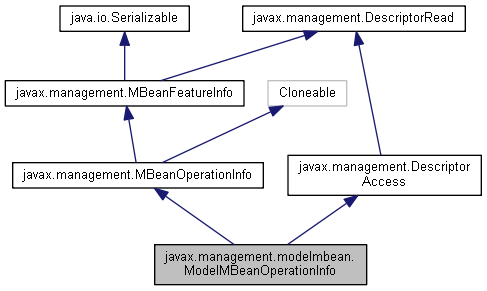 java.io.Serializable
javax.management.DescriptorRead
javax.management.MBeanFeatureInfo
Cloneable
javax.management.MBeanOperationInfo
javax.management.Descriptor
Access
javax.management.modelmbean.
ModelMBeanOperationInfo